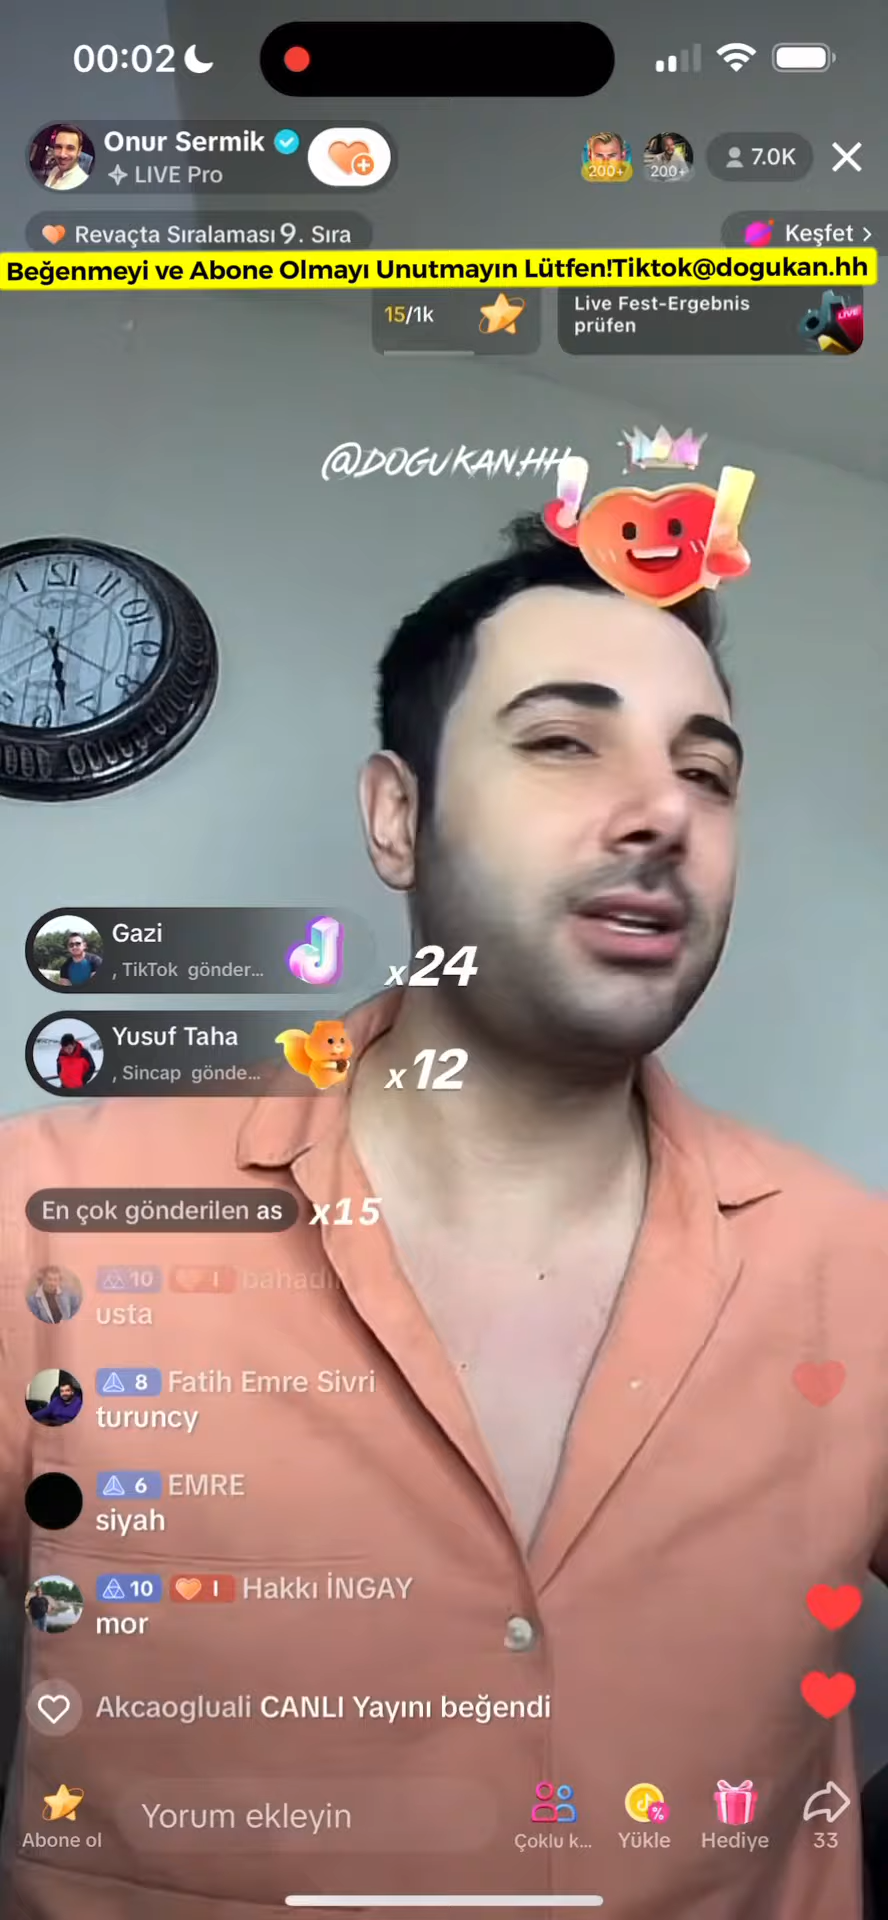 00:02
Onur Sermik
LIVE Pro
200+
200+
7.0K
Revaçta Sıralaması 9. Sıra
Keşfet >
Beğenmeyi ve Abone Olmayı Unutmayın Lütfen!Tiktok@dogukan.hh
15/1k
Live Fest-Ergebnis
prüfen
LIVE
@DOGUKAN.HH
Gazi
, TikTok gönder...
x24
Yusuf Taha
, Sincap gönde...
x12
En çok gönderilen as x15
10 I
usta
8 Fatih Emre Sivri
turuncy
6 EMRE
siyah
10 I Hakkı İNGAY
mor
Akcaogluali CANLI Yayını beğendi
Abone ol
Yorum ekleyin
Çoklu k...
Yükle
Hediye
33